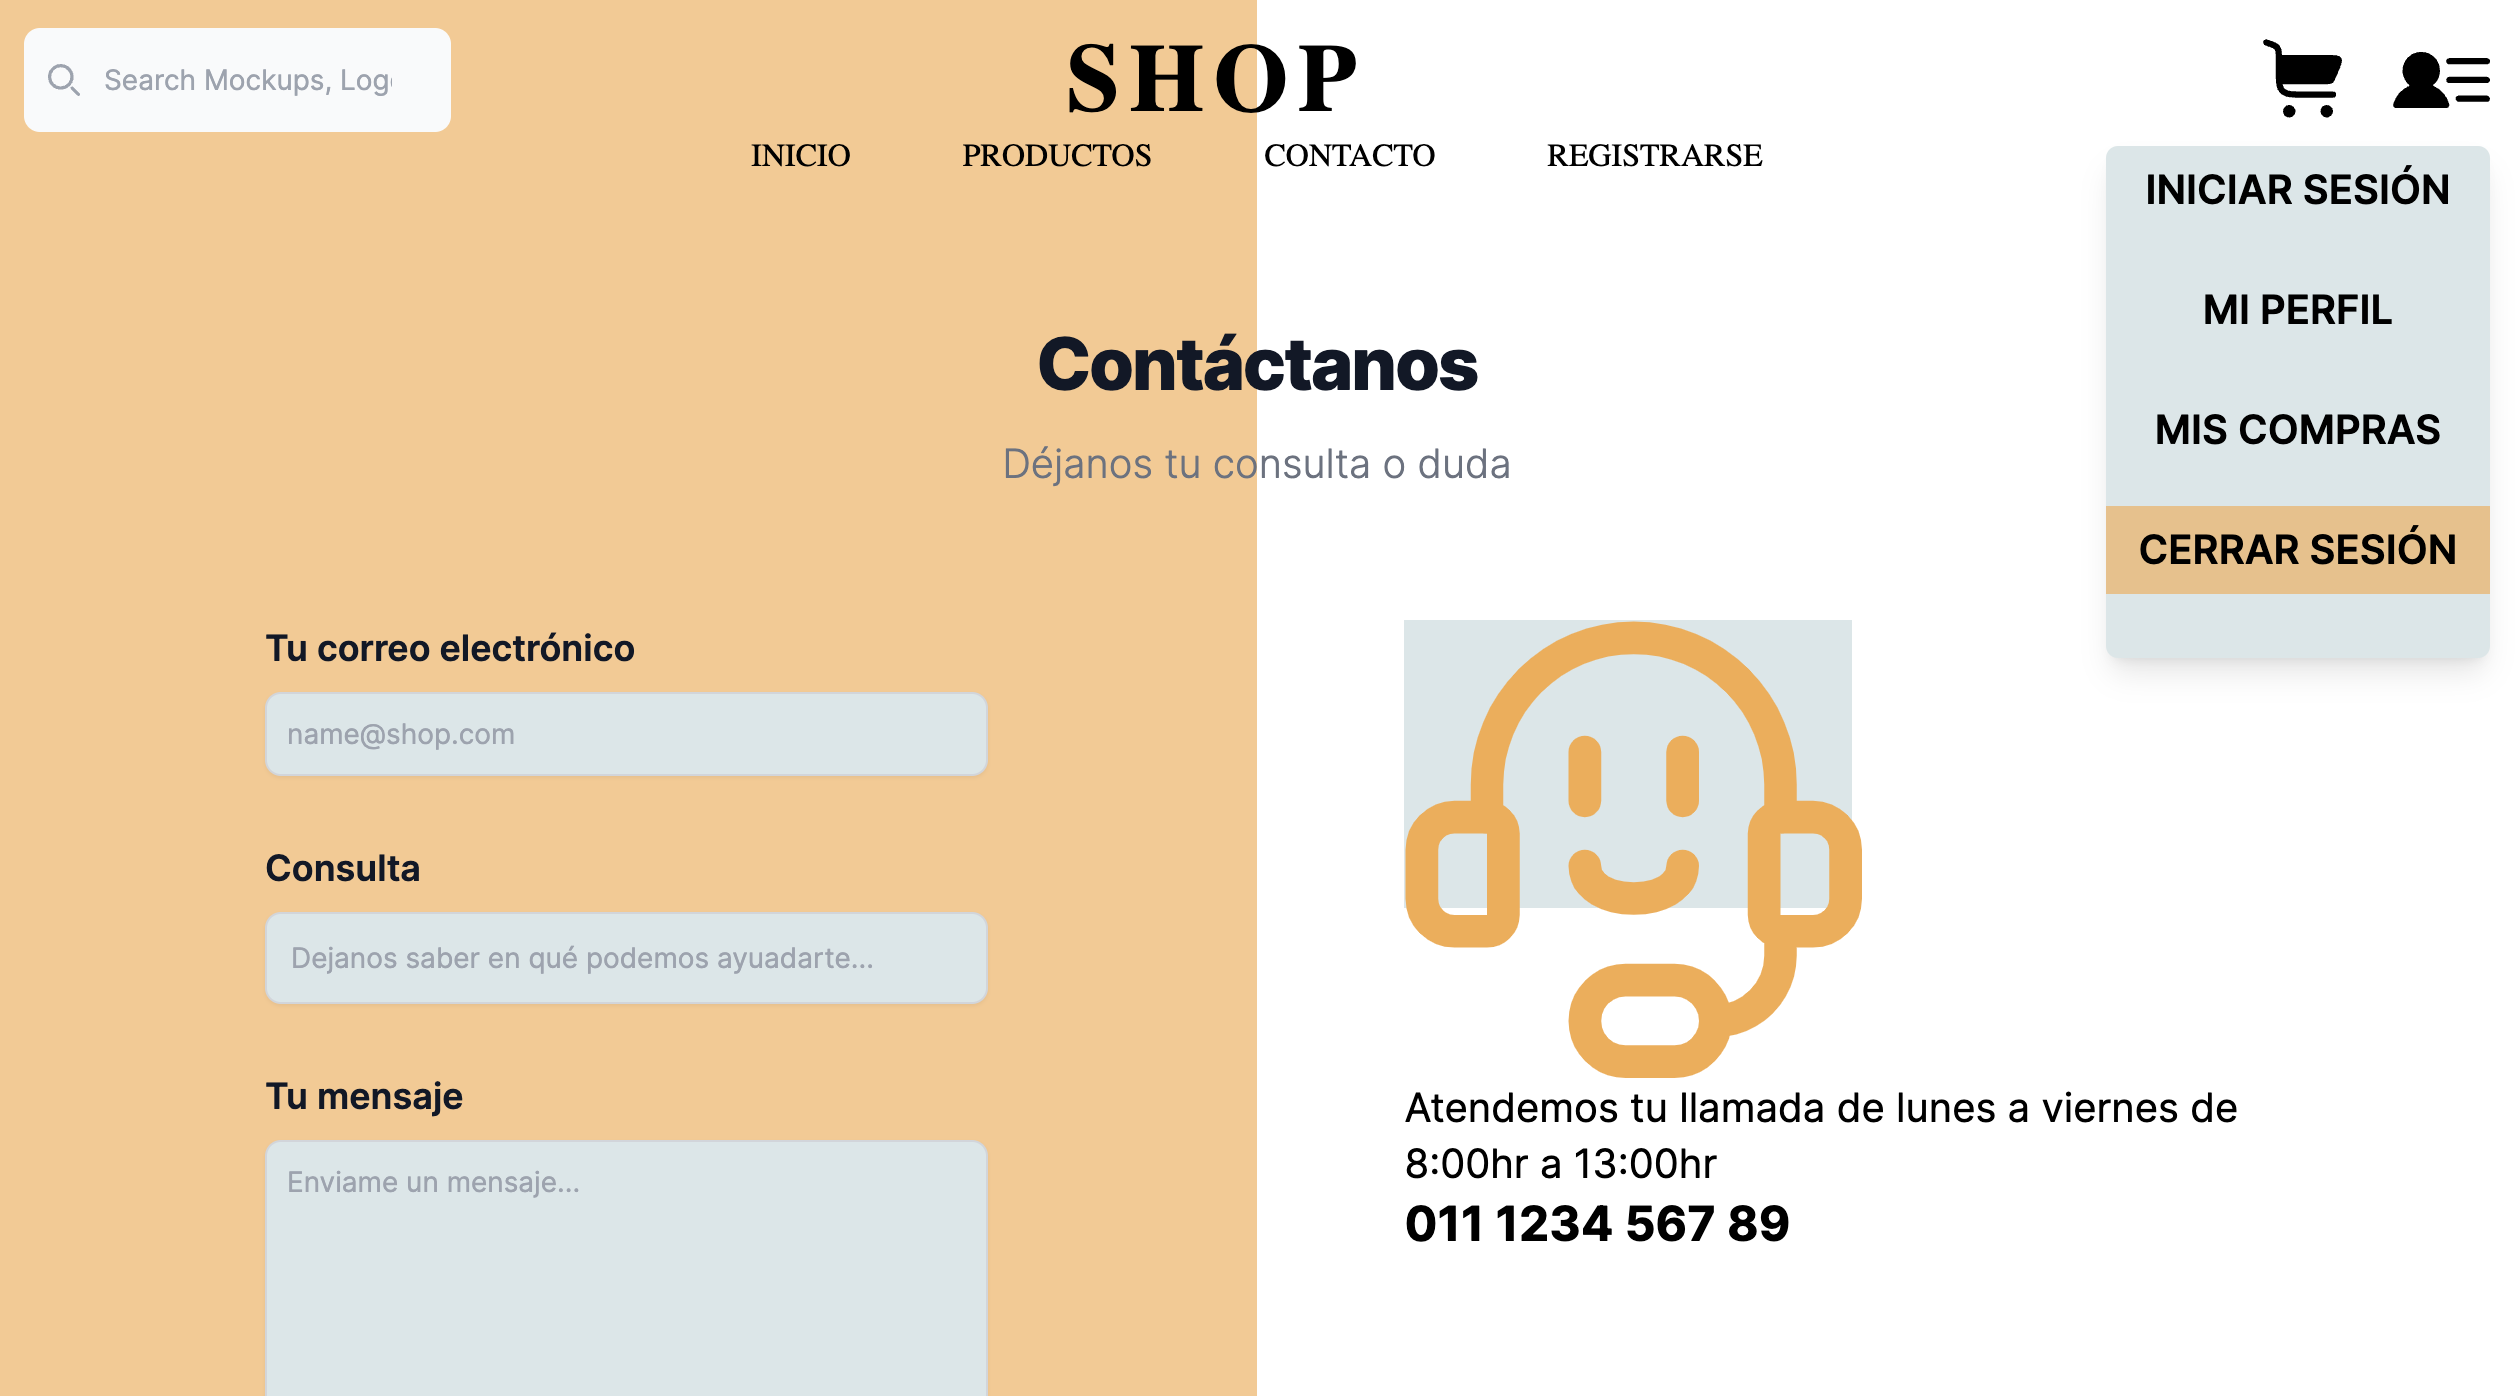 Search Mockups, Log
SHOP
INICIO PRODUCTOS CONTACTO REGISTRARSE
INICIAR SESIÓN
MI PERFIL
MIS COMPRAS
CERRAR SESIÓN
Contáctanos
Déjanos tu consulta o duda
Tu correo electrónico
name@shop.com
Consulta
Dejanos saber en qué podemos ayuadarte...
Tu mensaje
Enviame un mensaje...
Atendemos tu llamada de lunes a viernes de
8:00hr a 13:00hr
011 1234 567 89